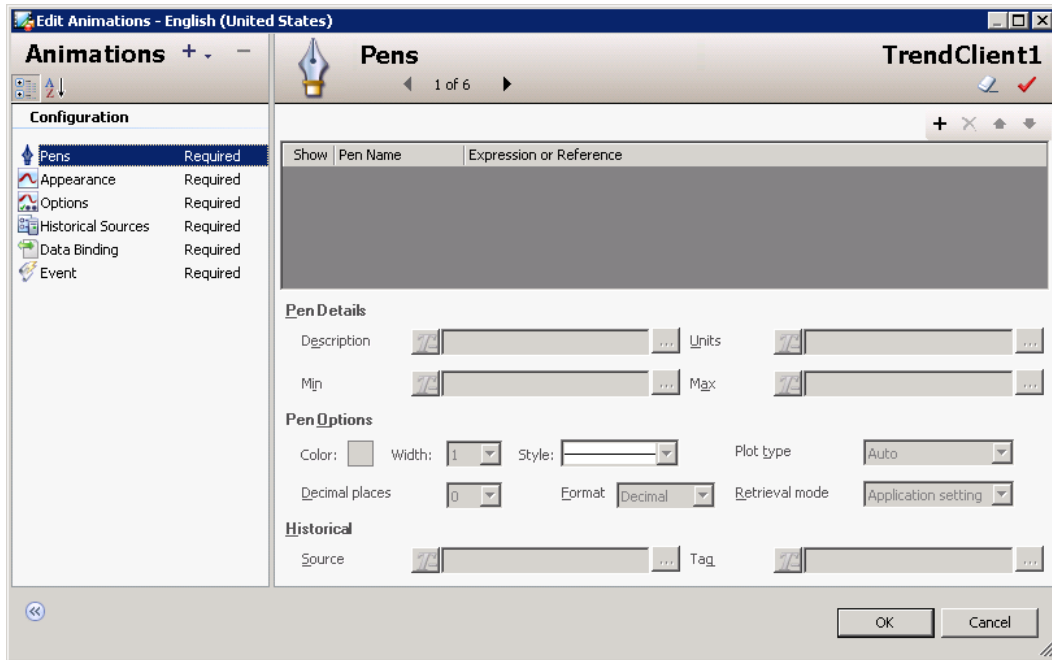 Edit Animations - English (United States)
Animations
Pens
TrendClient1
1 of 6
Configuration
Pens Required
Appearance Required
Options Required
Historical Sources Required
Data Binding Required
Event Required
Show Pen Name Expression or Reference
Pen Details
Description Units
Min Max
Pen Options
Color: Width: 1 Style: Plot type Auto
Decimal places 0 Format Decimal Retrieval mode Application setting
Historical
Source Tag
OK Cancel